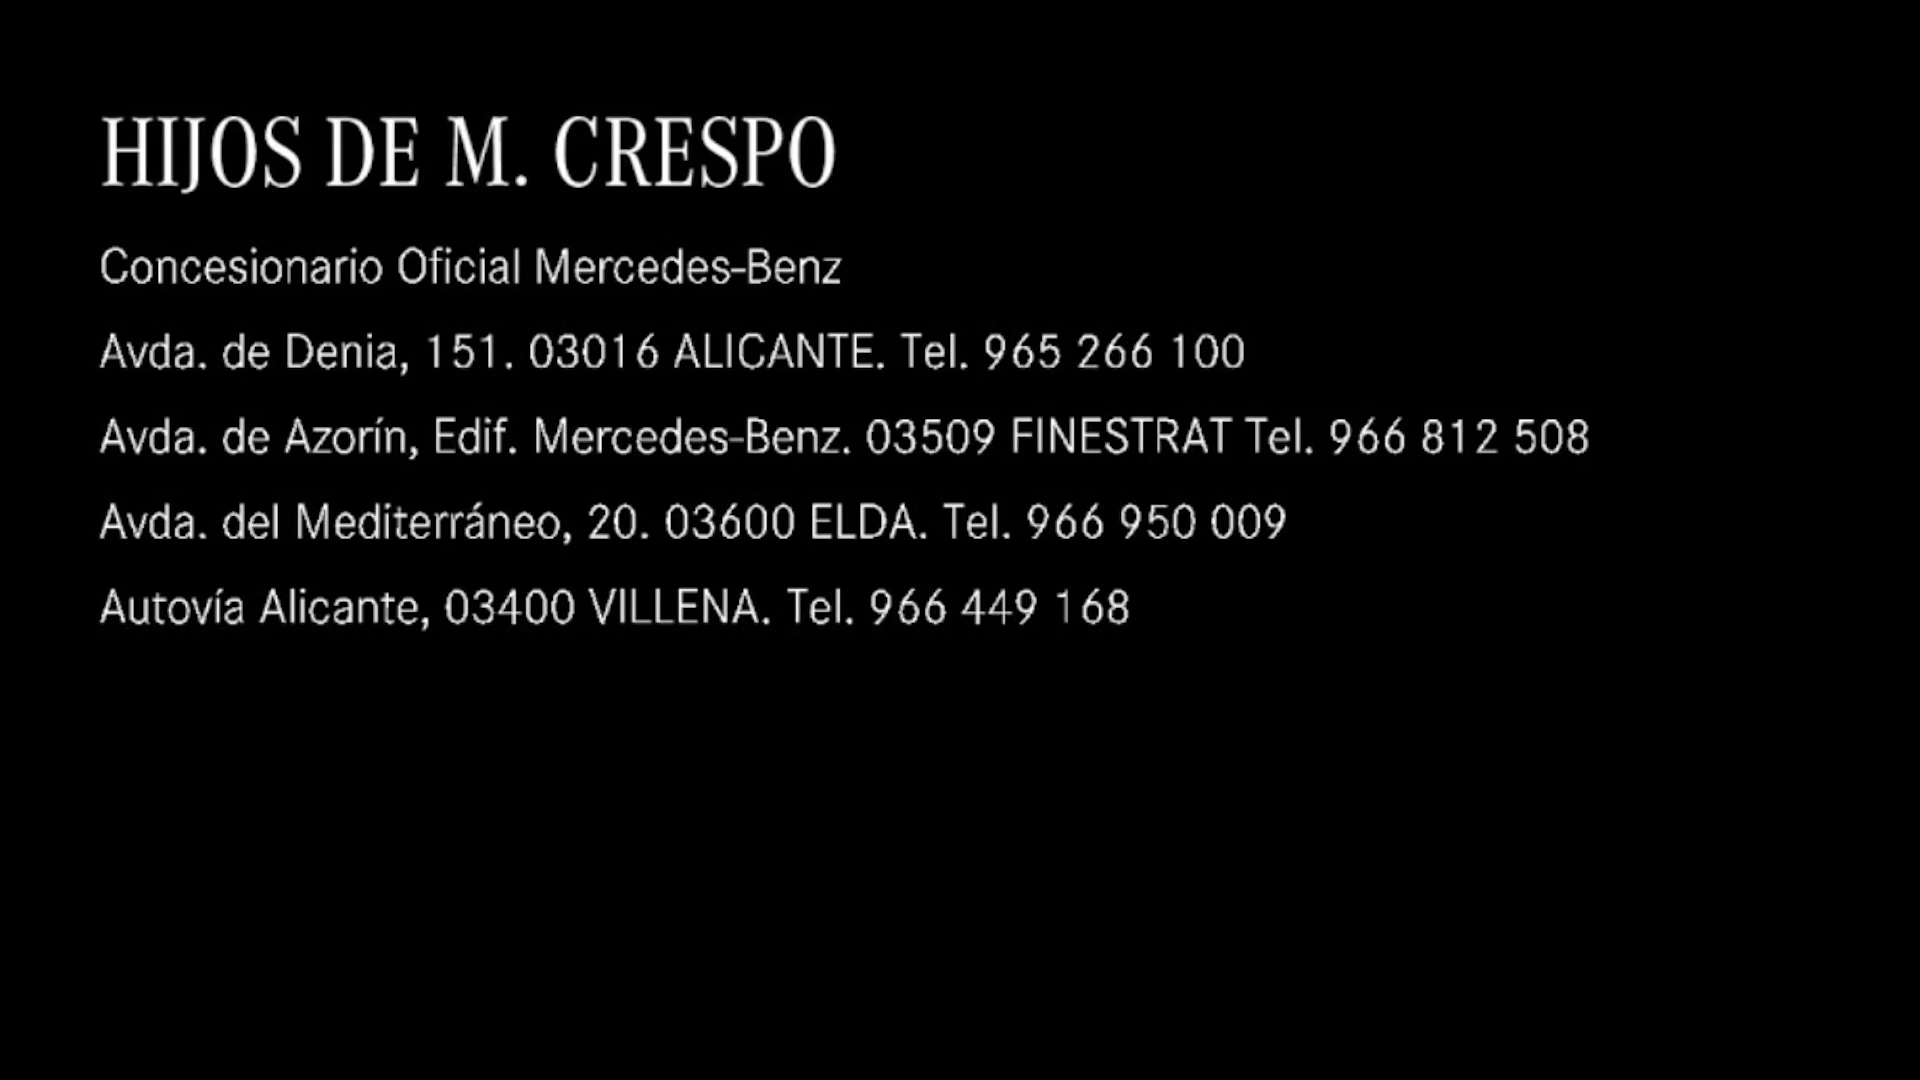 HIJOS DE M. CRESPO
Concesionario Oficial Mercedes-Benz
Avda. de Denia, 151. 03016 ALICANTE. Tel. 965 266 100
Avda. de Azorín, Edif. Mercedes-Benz. 03509 FINESTRAT Tel. 966 812 508
Avda. del Mediterráneo, 20. 03600 ELDA. Tel. 966 950 009
Autovía Alicante, 03400 VILLENA. Tel. 966 449 168